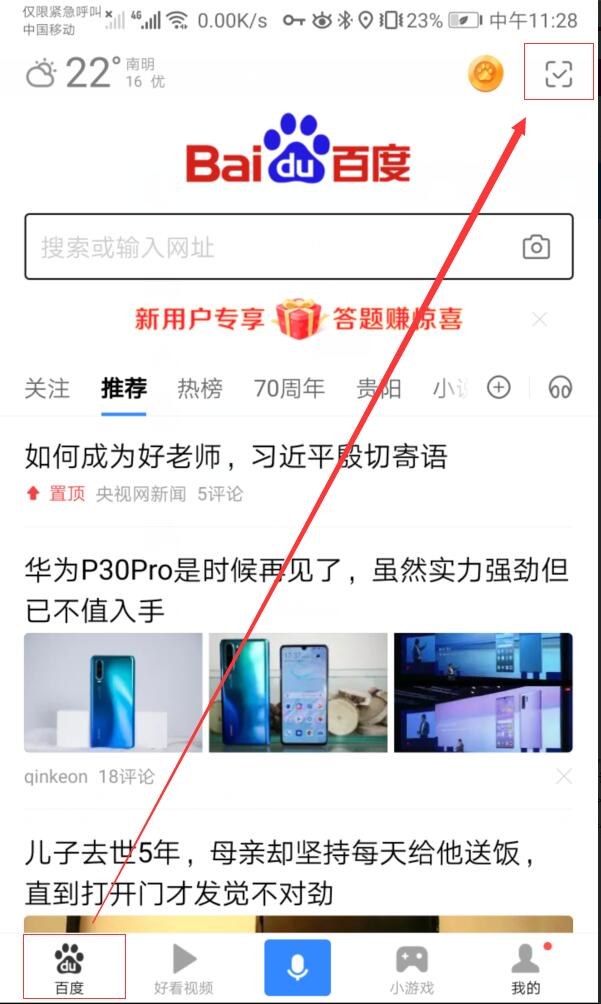 仅限紧急呼叫
中国移动
4G
0.00K/s
23%
中午11:28
22°
南明
16 优
Bai du 百度
搜索或输入网址
新用户专享 答题赚惊喜
关注 推荐 热榜 70周年 贵阳 小说
如何成为好老师，习近平殷切寄语
置顶 央视网新闻 5评论
华为P30Pro是时候再见了，虽然实力强劲但
已不值入手
qinkeon 18评论
儿子去世5年，母亲却坚持每天给他送饭，
直到打开门才发觉不对劲
du
百度 好看视频 小游戏 我的